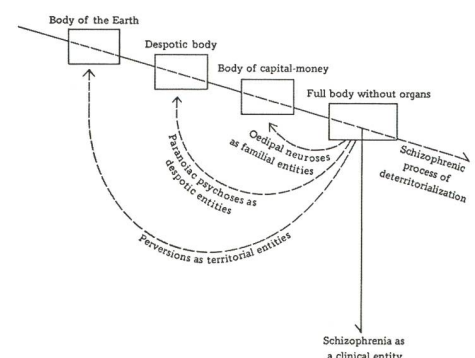 Body of the Earth
Despotic body
Body of capital-money
Full body without organs
Oedipal neuroses
as familial entities
Schizophrenic
process of
deterritorialization
Paranoiac psychoses as
despotic entities
Perversions as territorial entities
Schizophrenia as
a clinical entity